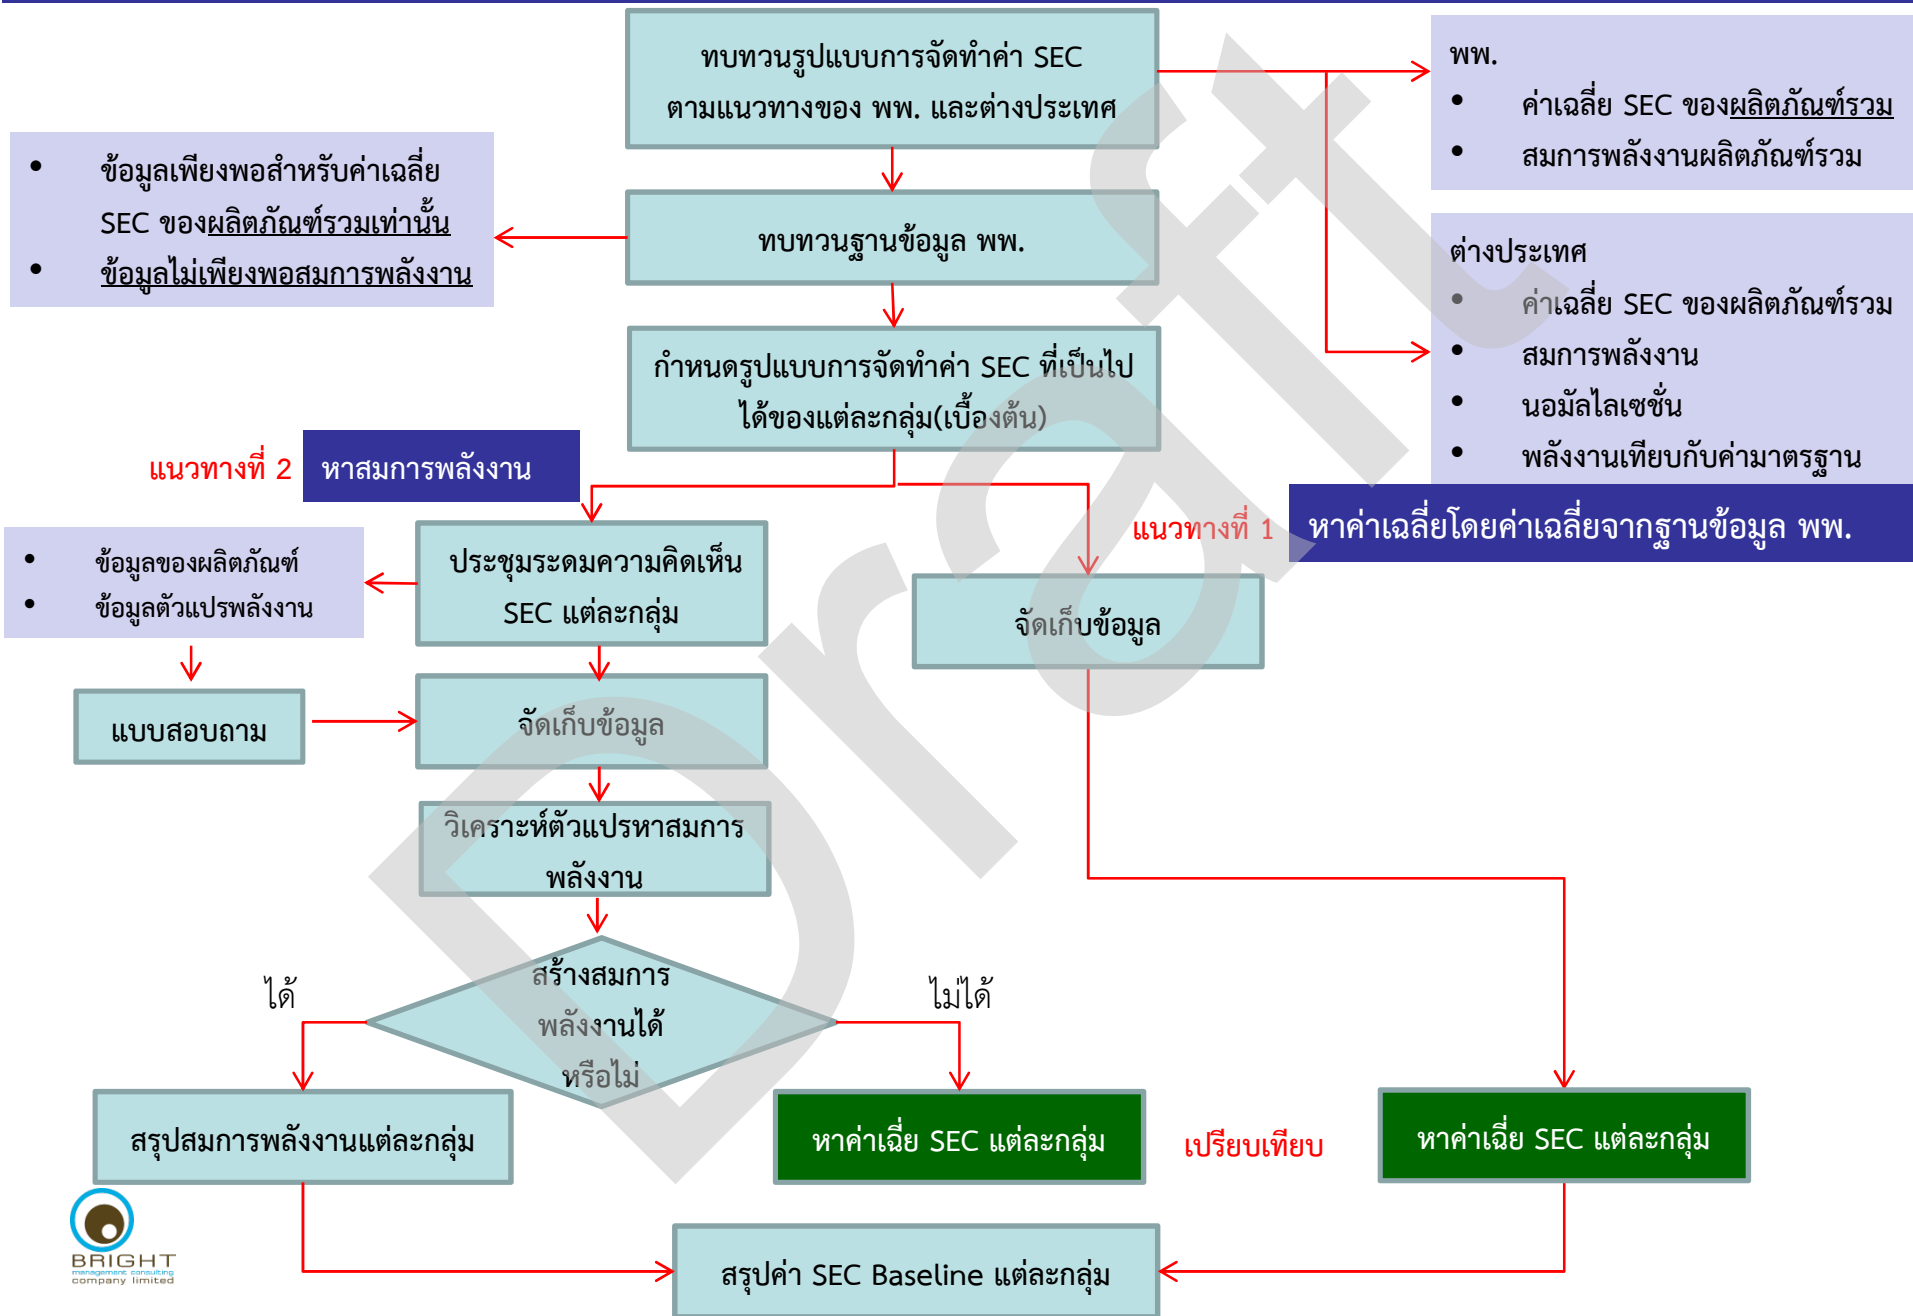 ทบทวนรูปแบบการจัดทำค่า SEC
ตามแนวทางของ พพ. และต่างประเทศ
พพ.
• ค่าเฉลี่ย SEC ของผลิตภัณฑ์รวม
• สมการพลังงานผลิตภัณฑ์รวม
• ข้อมูลเพียงพอสำหรับค่าเฉลี่ย
SEC ของผลิตภัณฑ์รวมเท่านั้น
• ข้อมูลไม่เพียงพอสมการพลังงาน
ทบทวนฐานข้อมูล พพ.
ต่างประเทศ
• ค่าเฉลี่ย SEC ของผลิตภัณฑ์รวม
• สมการพลังงาน
• นอมัลไลเซชั่น
• พลังงานเทียบกับค่ามาตรฐาน
กำหนดรูปแบบการจัดทำค่า SEC ที่เป็นไป
ได้ของแต่ละกลุ่ม(เบื้องต้น)
แนวทางที่ 2
หาสมการพลังงาน
แนวทางที่ 1
หาค่าเฉลี่ยโดยค่าเฉลี่ยจากฐานข้อมูล พพ.
• ข้อมูลของผลิตภัณฑ์
• ข้อมูลตัวแปรพลังงาน
ประชุมระดมความคิดเห็น
SEC แต่ละกลุ่ม
จัดเก็บข้อมูล
แบบสอบถาม
จัดเก็บข้อมูล
วิเคราะห์ตัวแปรหาสมการ
พลังงาน
สร้างสมการ
พลังงานได้
หรือไม่
ได้
ไม่ได้
สรุปสมการพลังงานแต่ละกลุ่ม
หาค่าเฉี่ย SEC แต่ละกลุ่ม
เปรียบเทียบ
หาค่าเฉี่ย SEC แต่ละกลุ่ม
สรุปค่า SEC Baseline แต่ละกลุ่ม
BRIGHT
management consulting
company limited
Draft